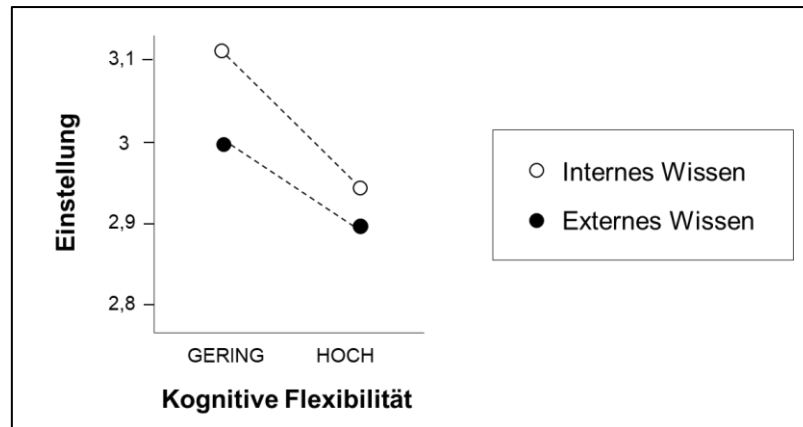 3,1
3
2,9
2,8
Einstellung
GERING HOCH
Kognitive Flexibilität
Internes Wissen
Externes Wissen